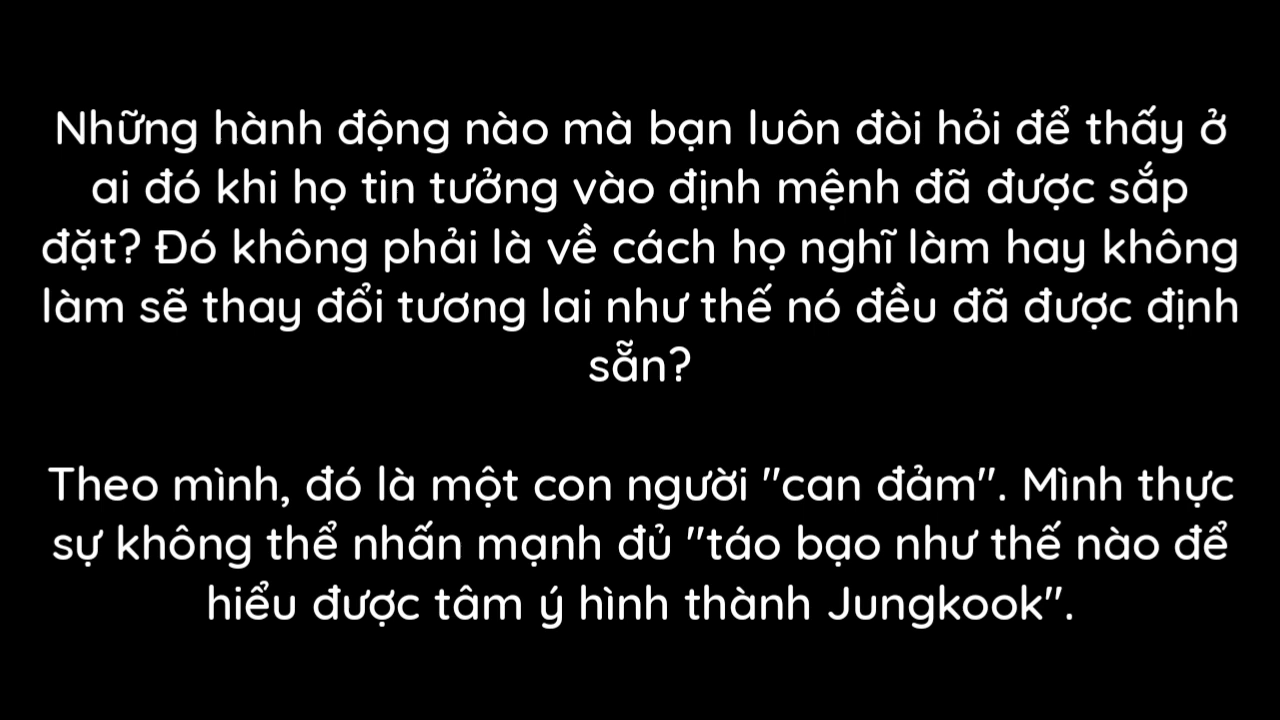 Những hành động nào mà bạn luôn đòi hỏi để thấy ở
ai đó khi họ tin tưởng vào định mệnh đã được sắp
đặt? Đó không phải là về cách họ nghĩ làm hay không
làm sẽ thay đổi tương lai như thế nó đều đã được định
sẵn?
Theo mình, đó là một con người "can đảm". Mình thực
sự không thể nhấn mạnh đủ "táo bạo như thế nào để
hiểu được tâm ý hình thành Jungkook".